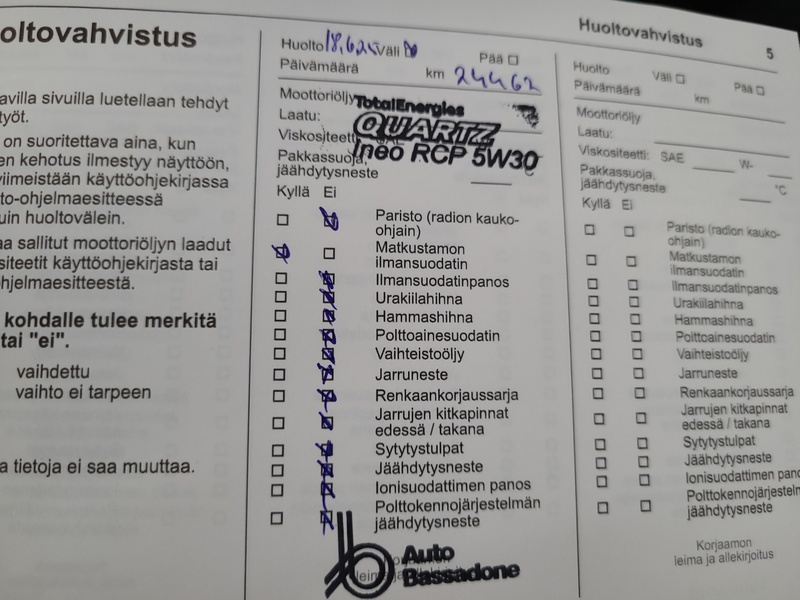 oltovahvistus
avilla sivuilla luetellaan tehdyt
työt.
on suoritettava aina, kun
en kehotus ilmestyy näyttöön,
viimeistään käyttöohjekirjassa
to-ohjelmaesitteessä
uin huoltovälein.
aa sallitut moottoriöljyn laadut
siteetit käyttöohjekirjasta tai
hjelmaesitteestä.
kohdalle tulee merkitä
tai "ei".
vaihdettu
vaihto ei tarpeen
a tietoja ei saa muuttaa.
Huolto Väli Pää
Päivämäärä km 24462
Moottoriöljy
TotalEnergies
Laatu:
QUARTZ
Viskositeetti: SAE
Ineo RCP 5W30
Pakkassuoja,
jäähdytysneste
Kyllä Ei
Paristo (radion kauko-
ohjain)
Matkustamon
ilmansuodatin
Ilmansuodatinpanos
Urakiilahihna
Hammashihna
Polttoainesuodatin
Vaihteistoöljy
Jarruneste
Renkaankorjaussarja
Jarrujen kitkapinnat
edessä / takana
Sytytystulpat
Jäähdytysneste
Ionisuodattimen panos
Polttokennojärjestelmän
jäähdytysneste
Auto
Bassadone
Huoltovahvistus 5
Huolto Väli Pää
Päivämäärä km
Moottoriöljy
Laatu:
Viskositeetti: SAE W-
Pakkassuoja,
jäähdytysneste °C
Kyllä Ei
Paristo (radion kauko-
ohjain)
Matkustamon
ilmansuodatin
Ilmansuodatinpanos
Urakiilahihna
Hammashihna
Polttoainesuodatin
Vaihteistoöljy
Jarruneste
Renkaankorjaussarja
Jarrujen kitkapinnat
edessä / takana
Sytytystulpat
Jäähdytysneste
Ionisuodattimen panos
Polttokennojärjestelm
jäähdytysneste
Korjaamon
leima ja allekirjoitus